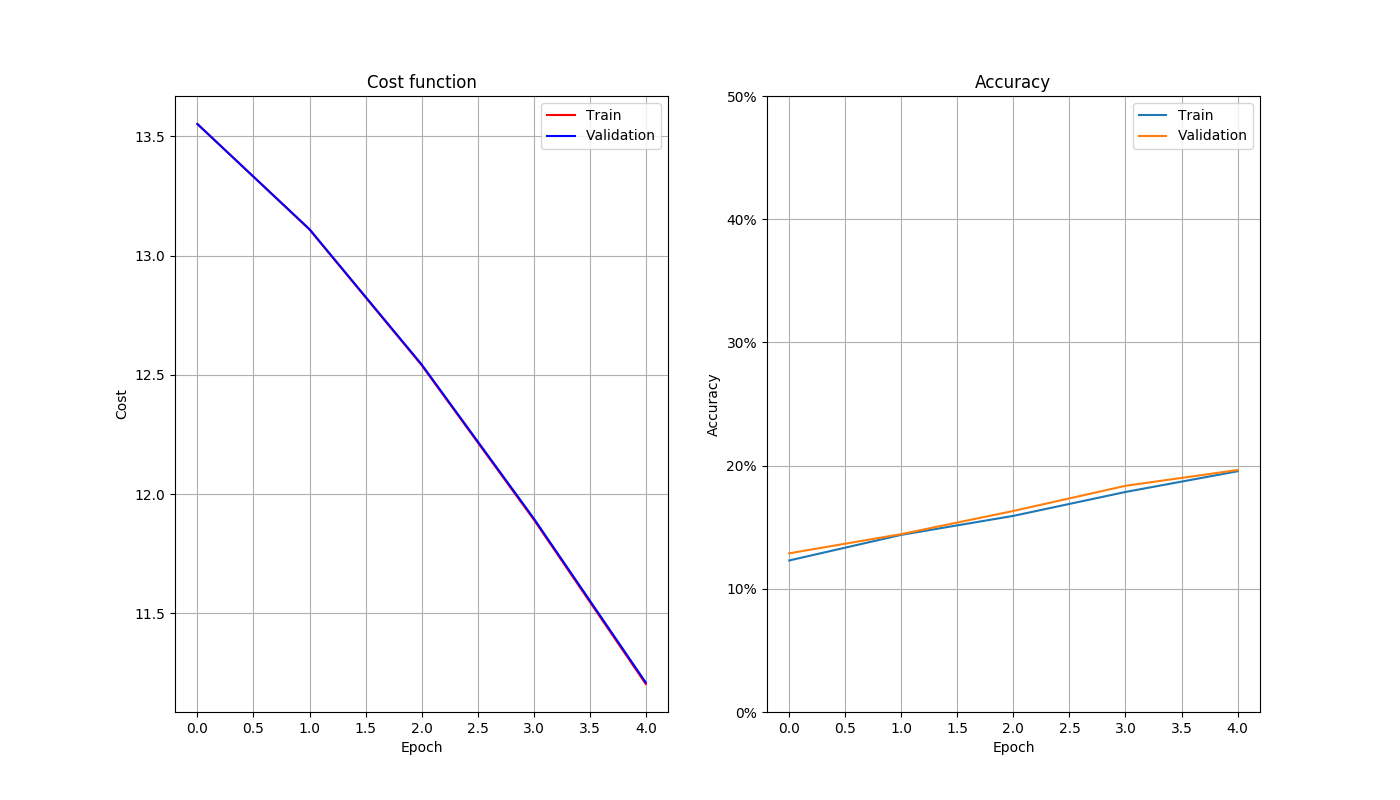 Cost function
Train
Validation
13.5
13.0
12.5
12.0
11.5
Cost
0.0 0.5 1.0 1.5 2.0 2.5 3.0 3.5 4.0
Epoch
Accuracy
Train
Validation
50%
40%
30%
20%
10%
0%
Accuracy
0.0 0.5 1.0 1.5 2.0 2.5 3.0 3.5 4.0
Epoch